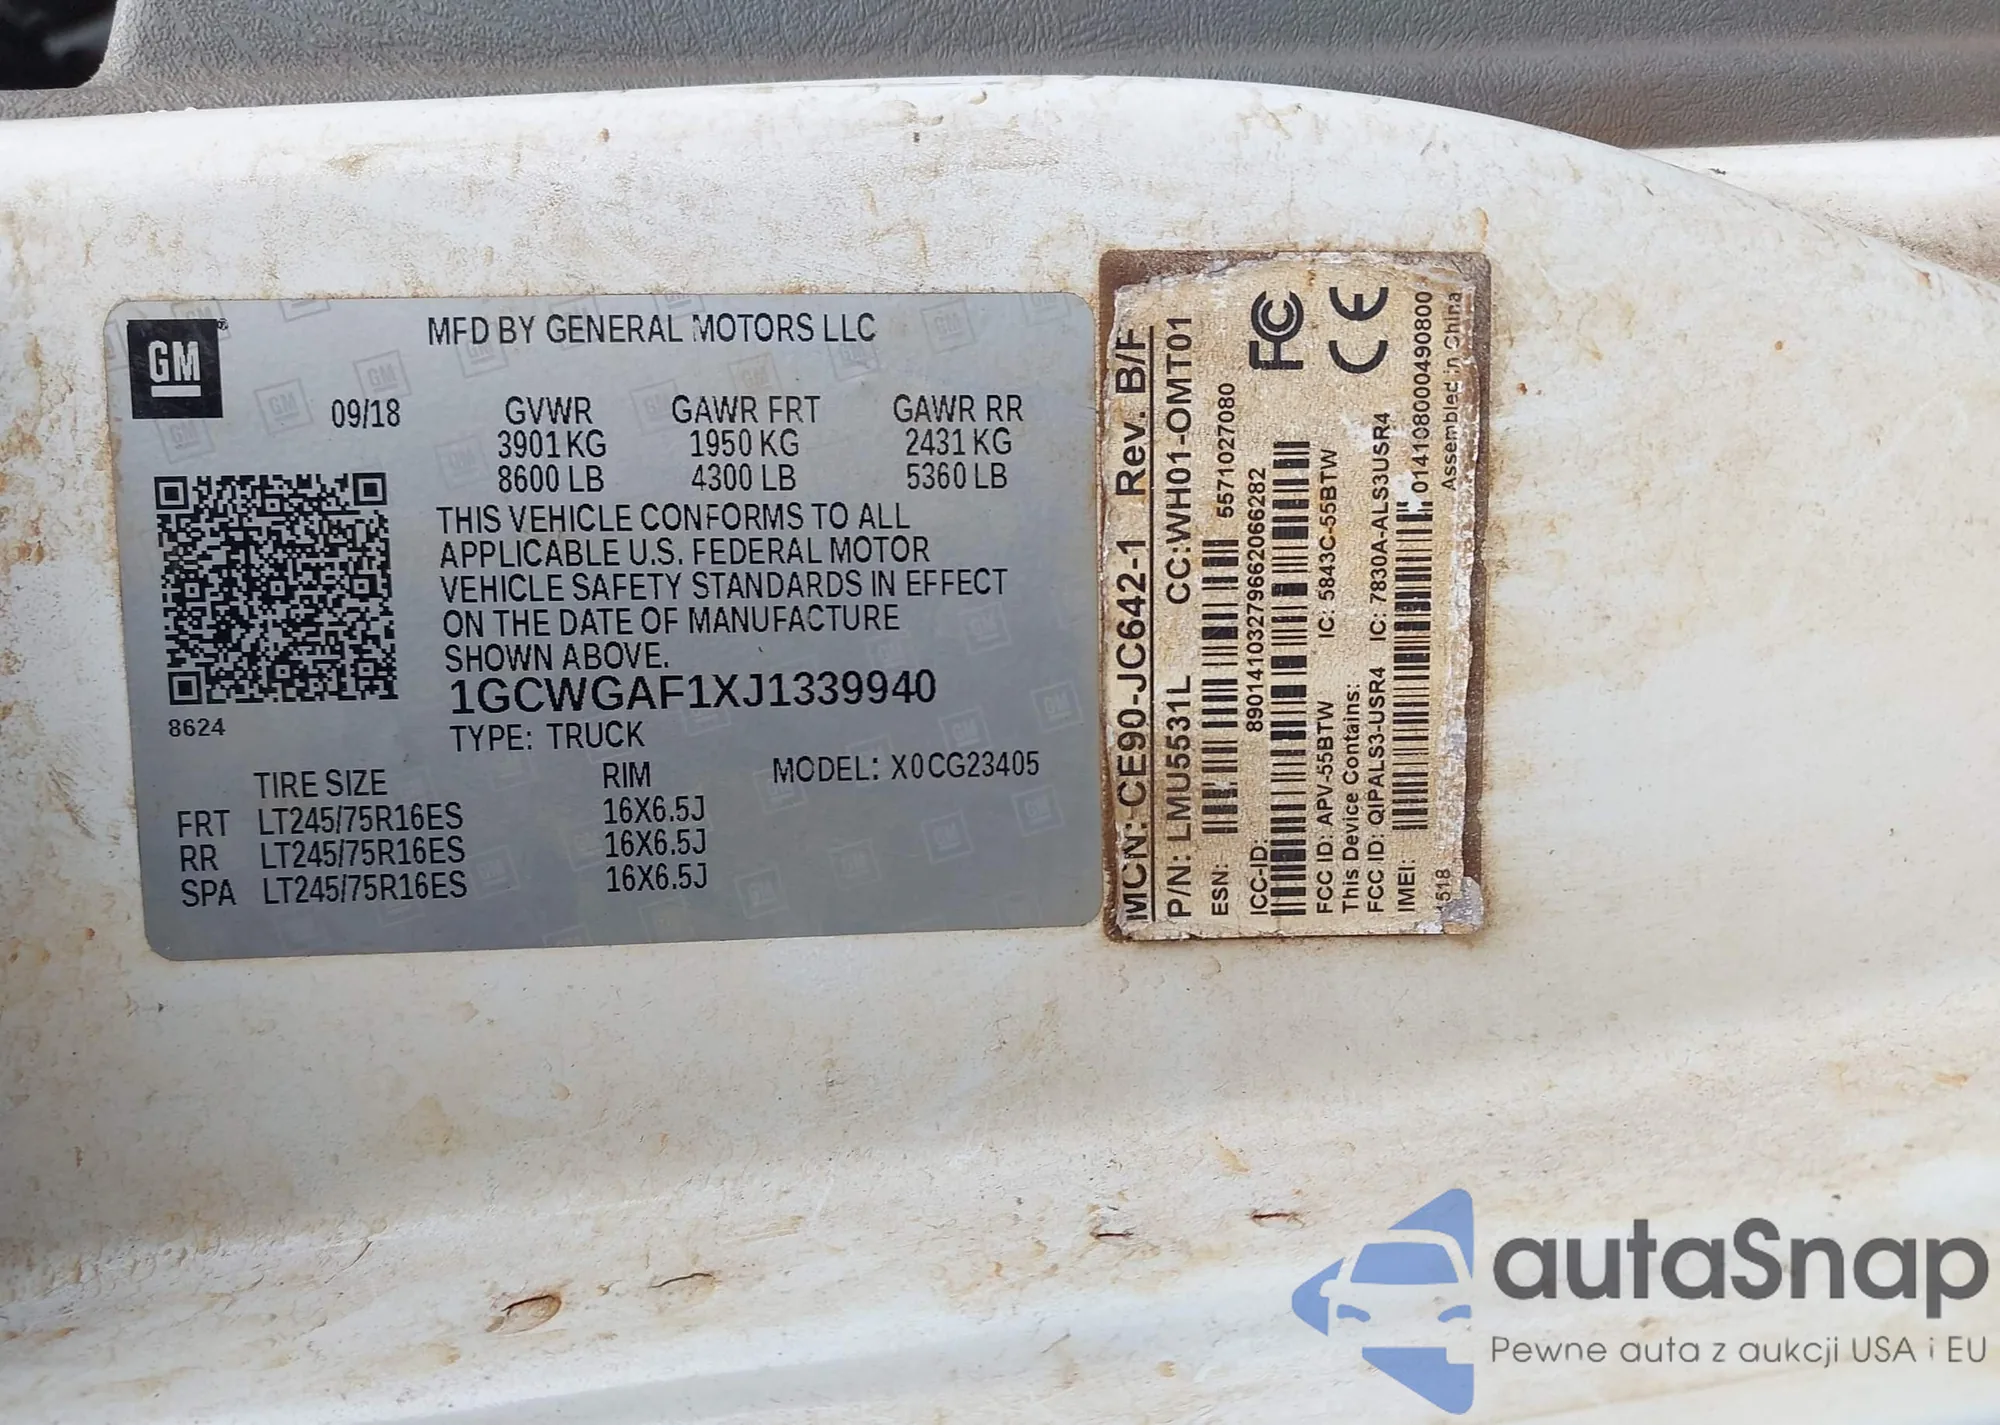 GM
MFD BY GENERAL MOTORS LLC
09/18
GVWR GAWR FRT GAWR RR
3901 KG 1950 KG 2431 KG
8600 LB 4300 LB 5360 LB
THIS VEHICLE CONFORMS TO ALL
APPLICABLE U.S. FEDERAL MOTOR
VEHICLE SAFETY STANDARDS IN EFFECT
ON THE DATE OF MANUFACTURE
SHOWN ABOVE.
1GCWGAF1XJ1339940
8624
TYPE: TRUCK
TIRE SIZE RIM MODEL: X0CG23405
FRT LT245/75R16ES 16X6.5J
RR LT245/75R16ES 16X6.5J
SPA LT245/75R16ES 16X6.5J
MCN: CE90-JC642-1 Rev. B/F
P/N: LMU5531L CC:WH01-OMT01
ESN: 5571027080
ICC-ID: 89014103279662066282
FC CE
FCC ID: APV-55BTW IC: 5843C-55BTW
This Device Contains:
FCC ID: QIPALS3-USR4 IC: 7830A-ALS3USR4
IMEI: 014108000490800
1518 Assembled in China
autaSnap
Pewne auta z aukcji USA i EU